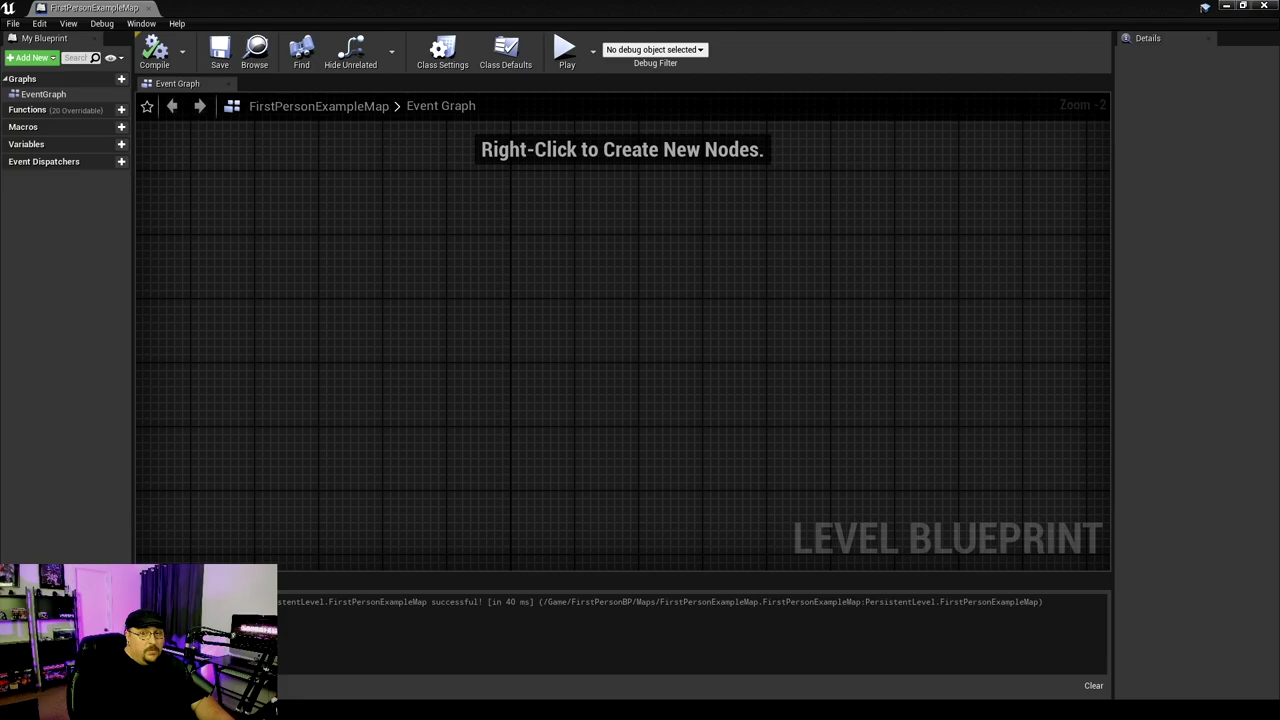 FirstPersonExampleMap
File Edit View Debug Window Help
My Blueprint
Add New
Search
Graphs
EventGraph
Functions (20 Overridable)
Macros
Variables
Event Dispatchers
Compile
Save
Browse
Find
Hide Unrelated
Class Settings
Class Defaults
Play
No debug object selected
Debug Filter
Event Graph
FirstPersonExampleMap > Event Graph
Zoom -2
Right-Click to Create New Nodes.
LEVEL BLUEPRINT
sistentLevel.FirstPersonExampleMap successful! [in 40 ms] (/Game/FirstPersonBP/Maps/FirstPersonExampleMap.FirstPersonExampleMap:PersistentLevel.FirstPersonExampleMap)
Clear
Details